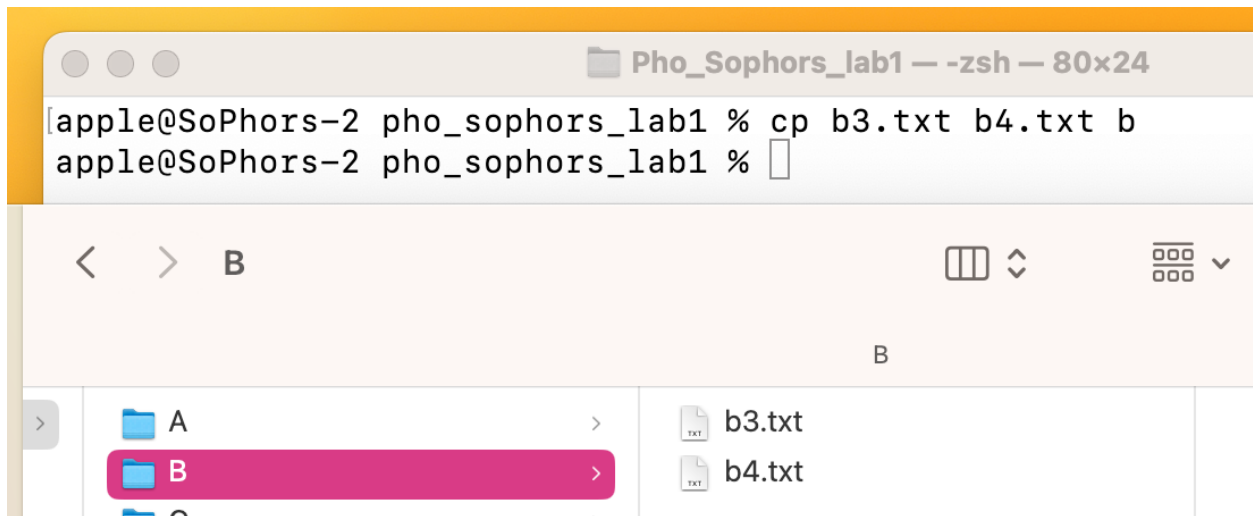 Pho_Sophors_lab1 — -zsh — 80×24
[apple@SoPhors-2 pho_sophors_lab1 % cp b3.txt b4.txt b
apple@SoPhors-2 pho_sophors_lab1 %
B
B
A
b3.txt
B
b4.txt